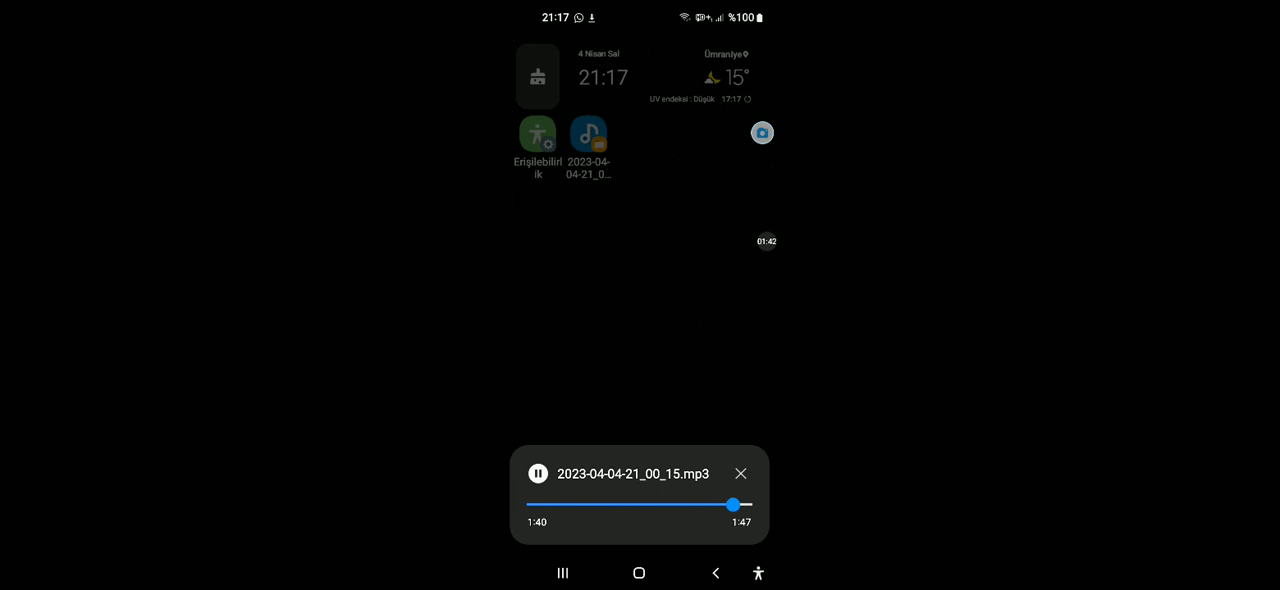 21:17 %100
4 Nisan Sal Ümraniye
21:17 15°
UV endeksi : Düşük 17:17
Erişilebilirl 2023-04-
ik 04-21_0...
01:42
2023-04-04-21_00_15.mp3
1:40 1:47